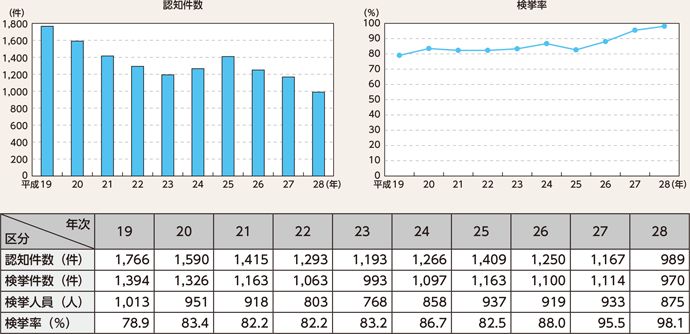 認知件数
(件)
1,800
1,600
1,400
1,200
1,000
800
600
400
200
0
平成19 20 21 22 23 24 25 26 27 28(年)
検挙率
(%)
100
90
80
70
60
50
40
30
20
10
0
平成19 20 21 22 23 24 25 26 27 28(年)
年次
区分 19 20 21 22 23 24 25 26 27 28
認知件数(件) 1,766 1,590 1,415 1,293 1,193 1,266 1,409 1,250 1,167 989
検挙件数(件) 1,394 1,326 1,163 1,063 993 1,097 1,163 1,100 1,114 970
検挙人員(人) 1,013 951 918 803 768 858 937 919 933 875
検挙率(%) 78.9 83.4 82.2 82.2 83.2 86.7 82.5 88.0 95.5 98.1